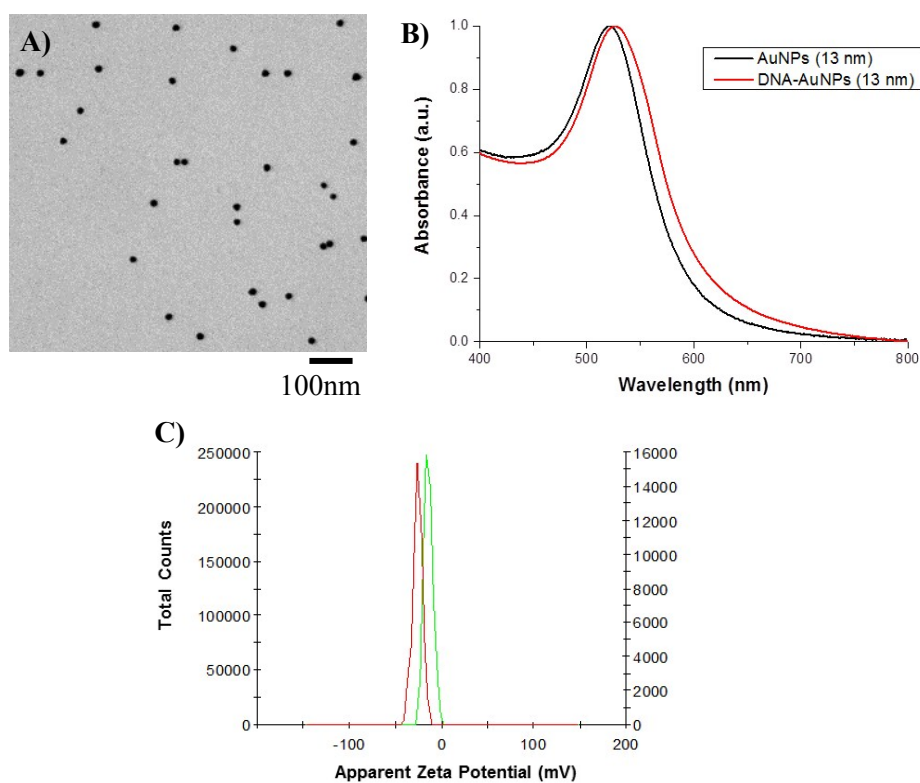 A)
100nm
B)
AuNPs (13 nm)
DNA-AuNPs (13 nm)
1.0
0.8
0.6
0.4
0.2
0.0
Absorbance (a.u.)
400 500 600 700 800
Wavelength (nm)
C)
250000
200000
150000
100000
50000
0
Total Counts
16000
14000
12000
10000
8000
6000
4000
2000
0
-100 0 100 200
Apparent Zeta Potential (mV)